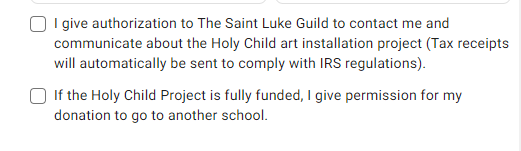 I give authorization to The Saint Luke Guild to contact me and
communicate about the Holy Child art installation project (Tax receipts
will automatically be sent to comply with IRS regulations).
If the Holy Child Project is fully funded, I give permission for my
donation to go to another school.